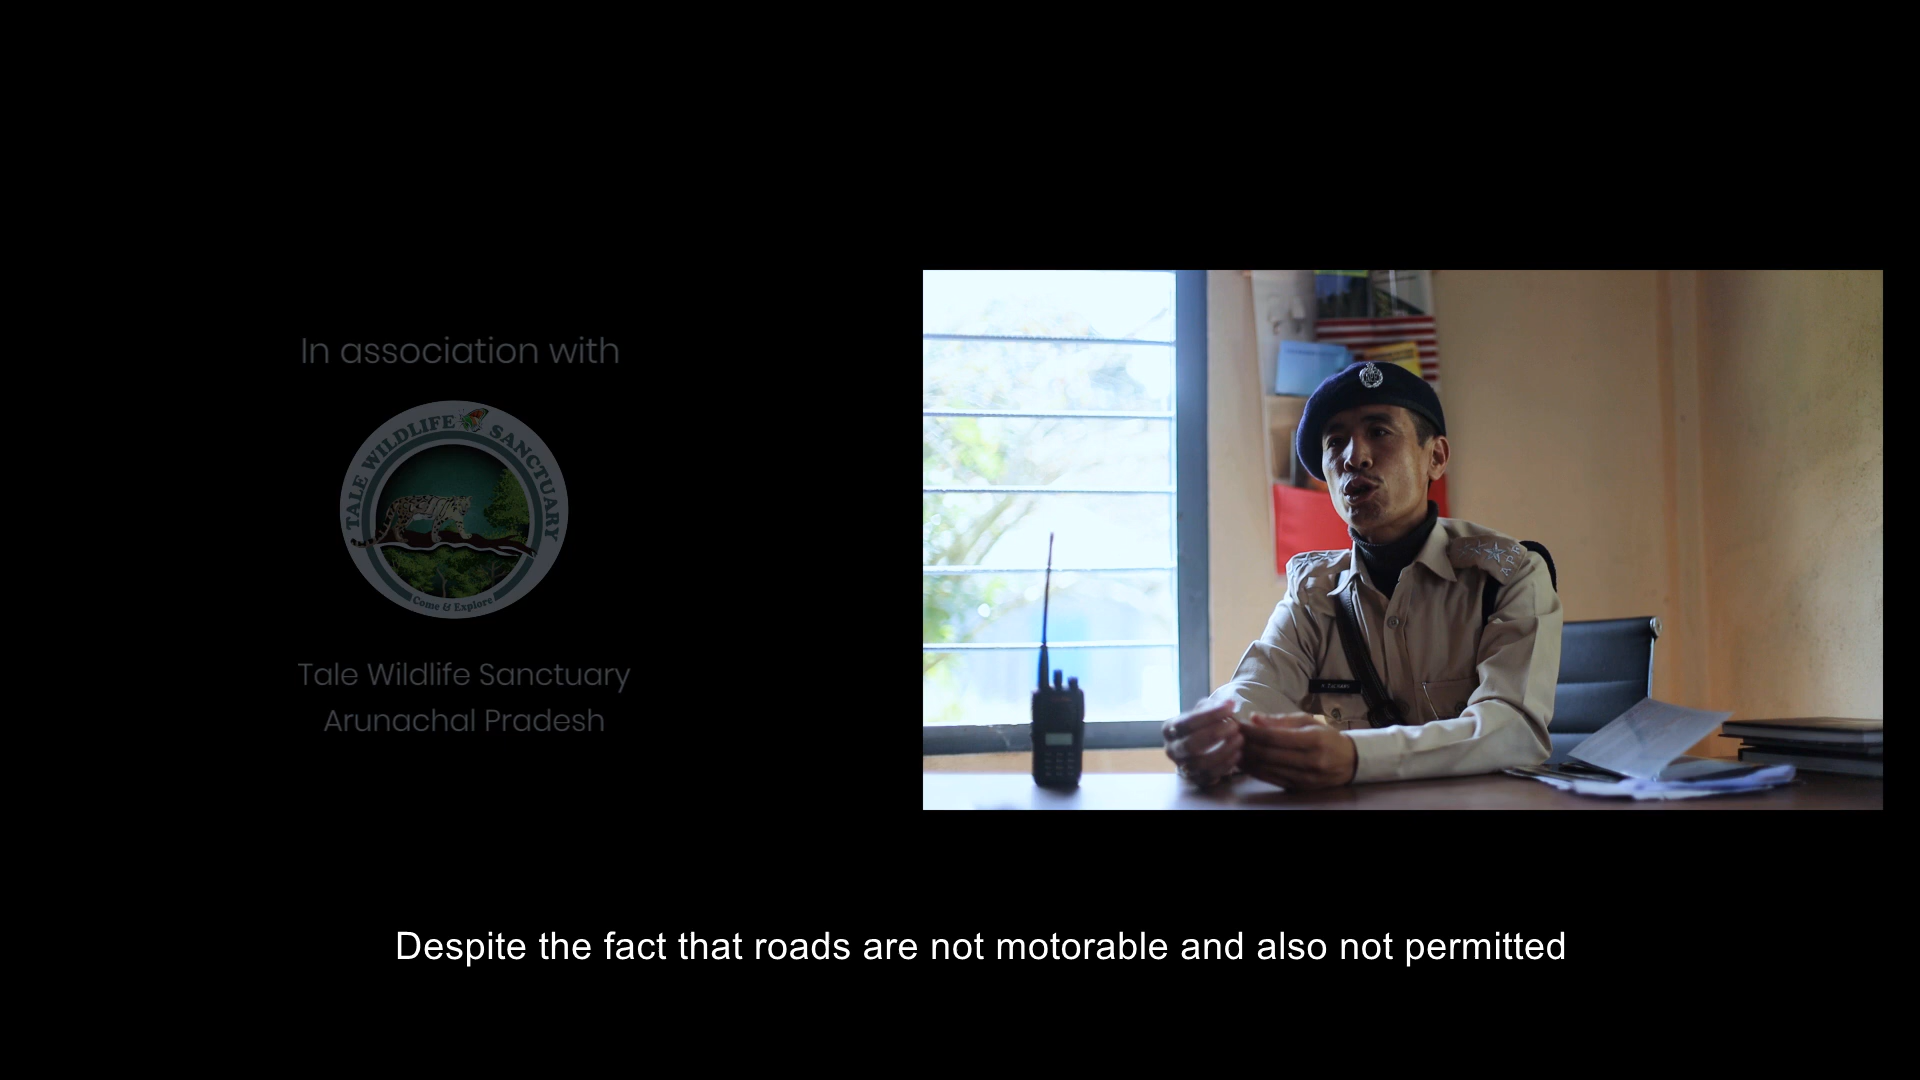 In association with
TALE WILDLIFE SANCTUARY
Come & Explore
Tale Wildlife Sanctuary
Arunachal Pradesh
Despite the fact that roads are not motorable and also not permitted